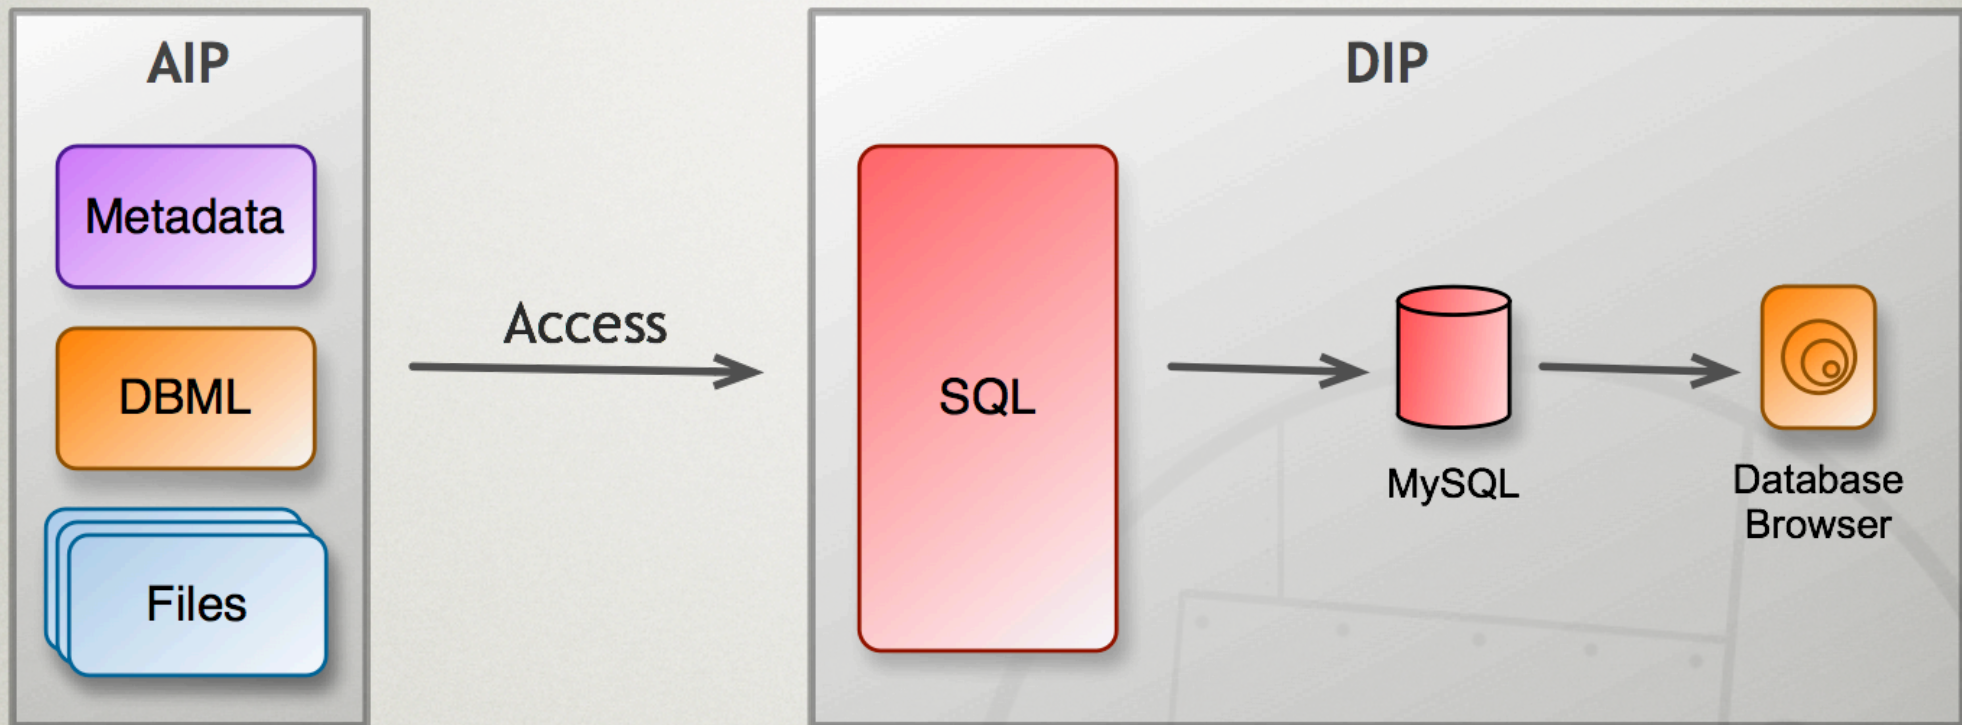 AIP
Metadata
DBML
Files
Access
DIP
SQL
MySQL
Database
Browser